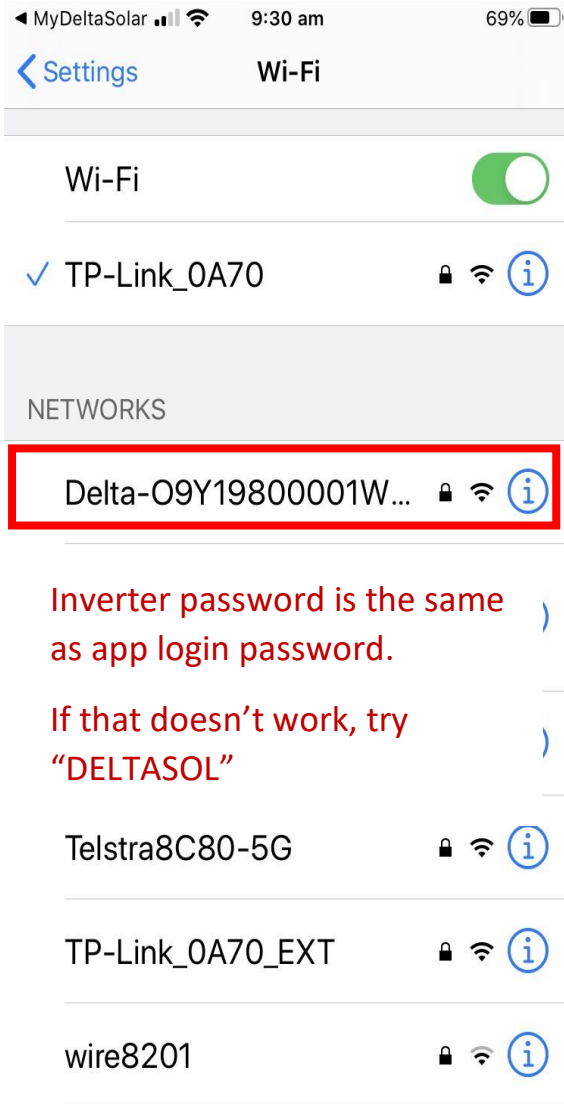 MyDeltaSolar 9:30 am 69%
Settings Wi-Fi
Wi-Fi
TP-Link_0A70
NETWORKS
Delta-O9Y19800001W...
Inverter password is the same
as app login password.
If that doesn’t work, try
“DELTASOL”
Telstra8C80-5G
TP-Link_0A70_EXT
wire8201